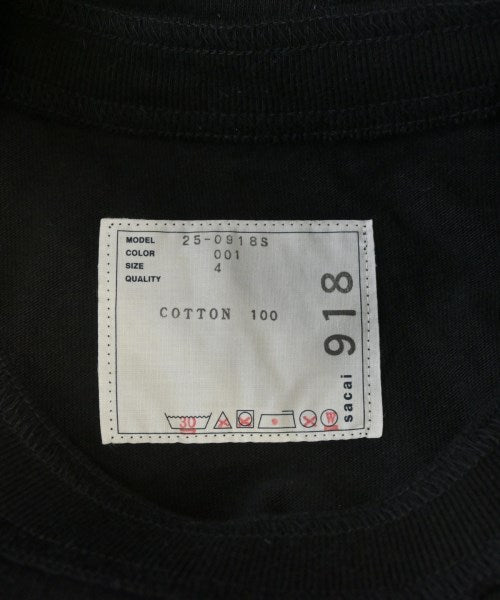 MODEL 25-0918S
COLOR 001
SIZE 4
QUALITY
COTTON 100
sacai 918
30 W